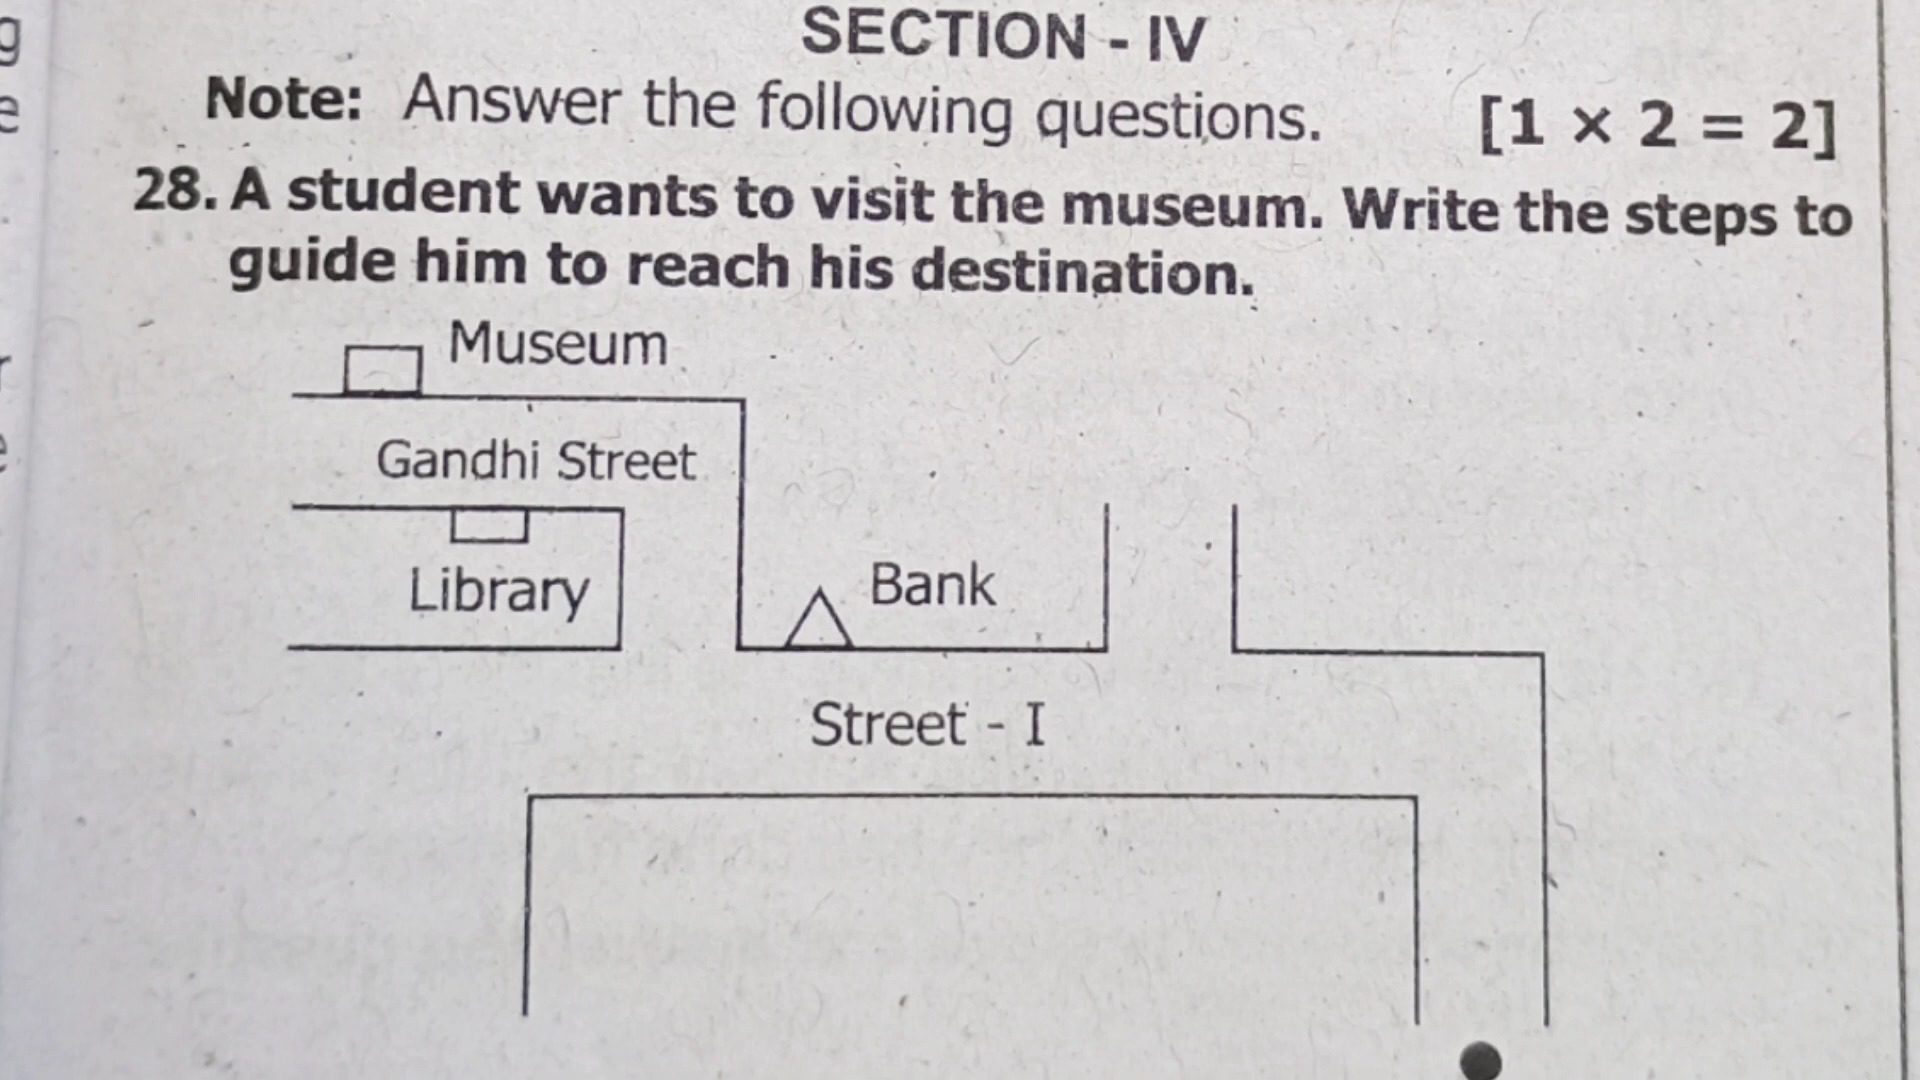 SECTION - IV
Note: Answer the following questions. [1 × 2 = 2]
28. A student wants to visit the museum. Write the steps to
guide him to reach his destination.
Museum
Gandhi Street
Library
Bank
Street - I